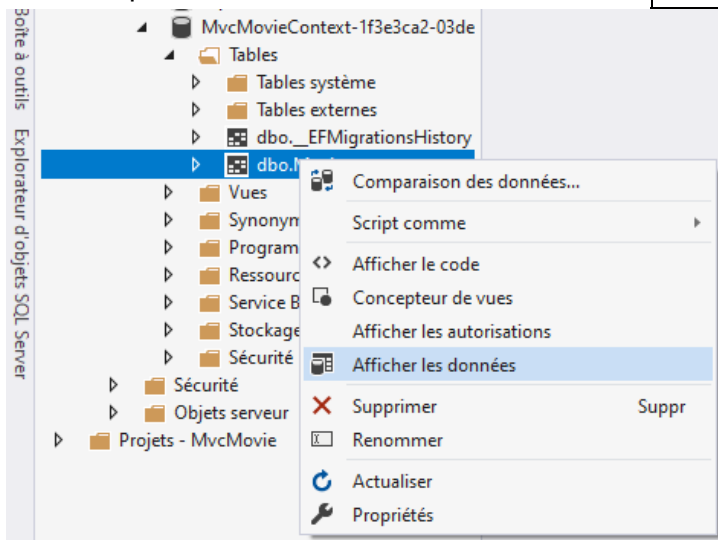 Boîte à outils
Explorateur d'objets SQL Server
MvcMovieContext-1f3e3ca2-03de
Tables
Tables système
Tables externes
dbo.__EFMigrationsHistory
Vues
Sécurité
Sécurité
Objets serveur
Projets - MvcMovie
Comparaison des données...
Script comme
Afficher le code
Concepteur de vues
Afficher les autorisations
Afficher les données
Supprimer Suppr
Renommer
Actualiser
Propriétés